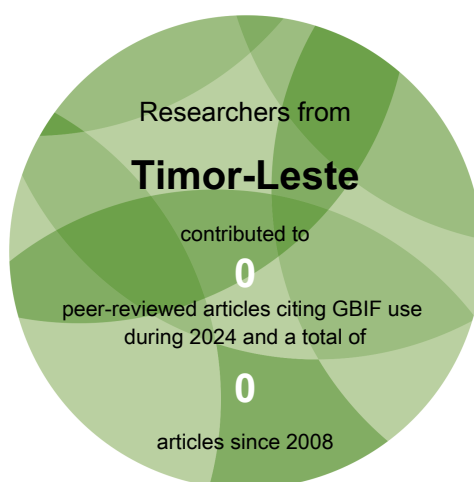 Researchers from
Timor-Leste
contributed to
0
peer-reviewed articles citing GBIF use
during 2024 and a total of
0
articles since 2008